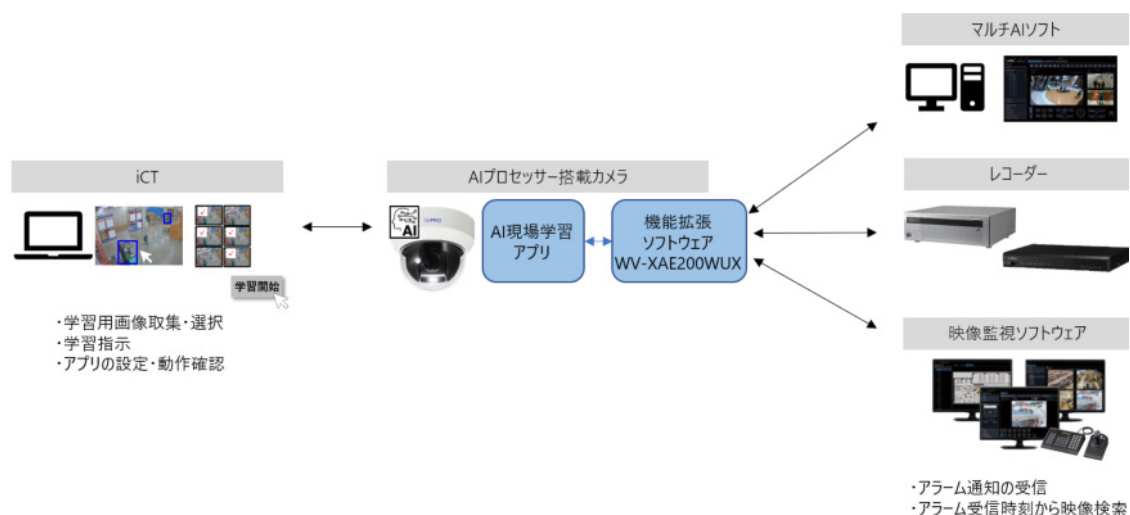 マルチAIソフト
iCT
AIプロセッサー搭載カメラ
レコーダー
AI
i-PRO
AI現場学習
アプリ
機能拡張
ソフトウェア
WV-XAE200WUX
学習開始
・学習用画像取集・選択
・学習指示
・アプリの設定・動作確認
映像監視ソフトウェア
・アラーム通知の受信
・アラーム受信時刻から映像検索